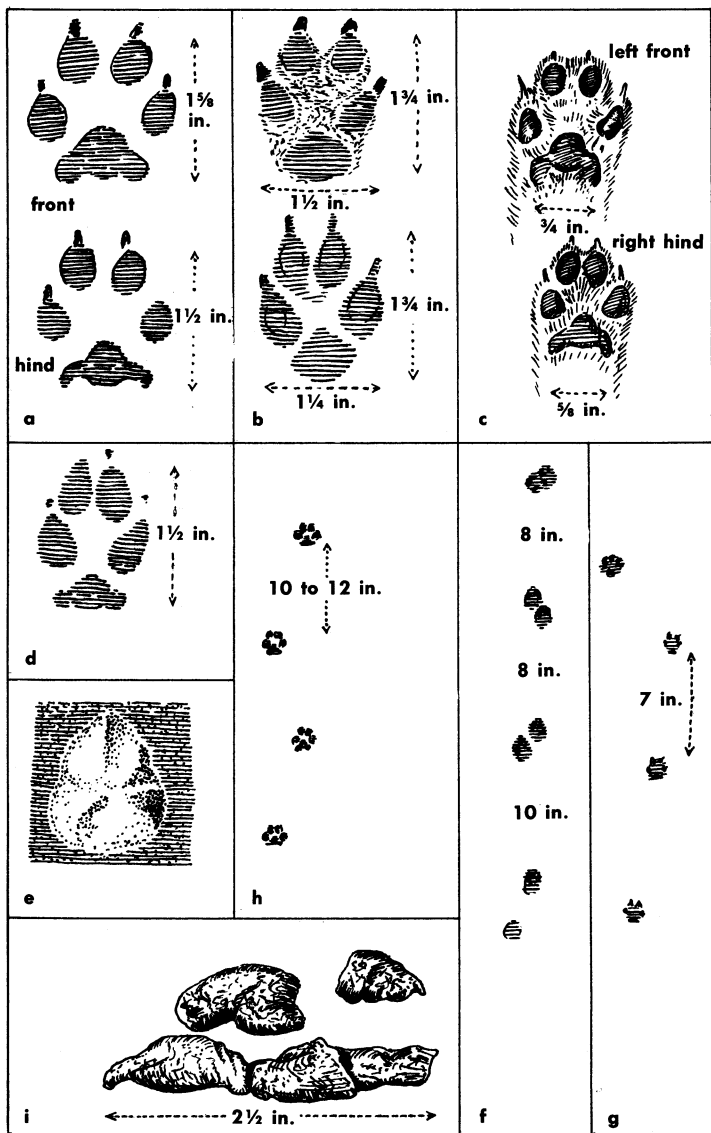 1⅝
in.
front
1½ in.
hind
a
1¾ in.
1½ in.
1¾ in.
1¼ in.
b
left front
¾ in.
right hind
⅝ in.
c
1½ in.
d
e
10 to 12 in.
h
8 in.
8 in.
10 in.
f
7 in.
g
i
2½ in.